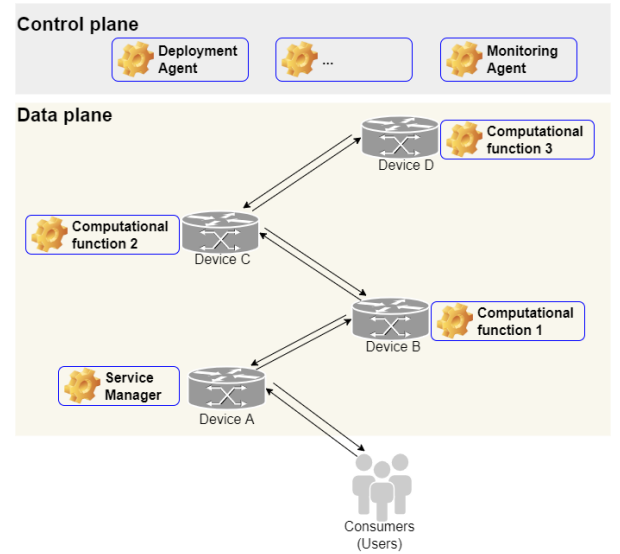 Control plane
Deployment
Agent
...
Monitoring
Agent
Data plane
Computational
function 3
Device D
Computational
function 2
Device C
Computational
function 1
Device B
Service
Manager
Device A
Consumers
(Users)